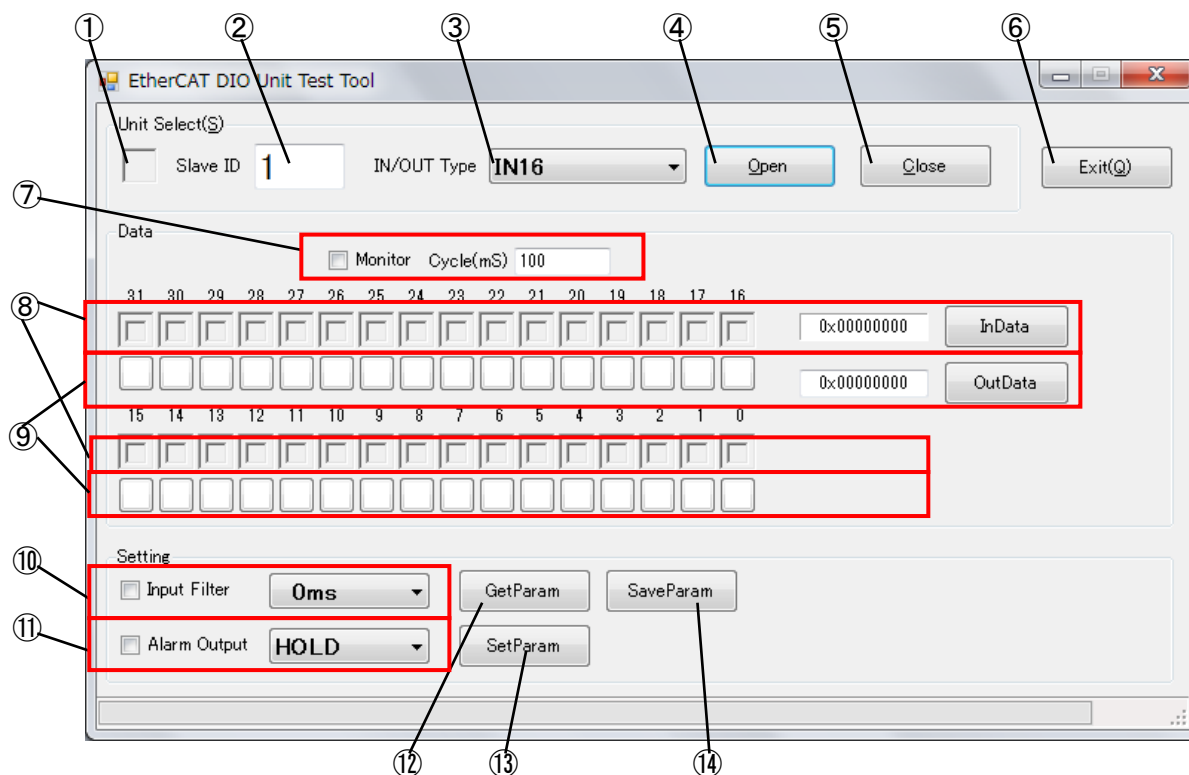 ① ② ③ ④ ⑤ ⑥
EtherCAT DIO Unit Test Tool
Unit Select(S)
Slave ID 1 IN/OUT Type IN16 Open Close Exit(Q)
⑦
Data
Monitor Cycle(mS) 100
31 30 29 28 27 26 25 24 23 22 21 20 19 18 17 16
⑧
0x00000000 InData
0x00000000 OutData
15 14 13 12 11 10 9 8 7 6 5 4 3 2 1 0
⑨
Setting
⑩
Input Filter 0ms GetParam SaveParam
⑪
Alarm Output HOLD SetParam
⑫ ⑬ ⑭